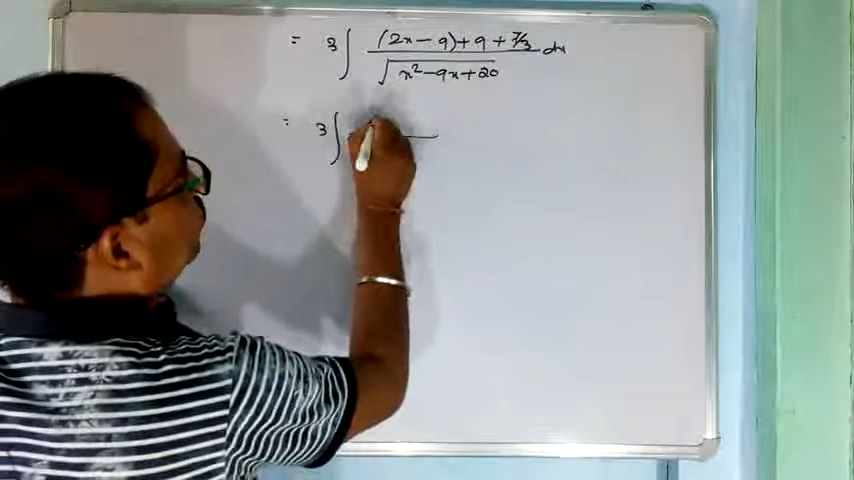 = 3∫ (2x-9)+9+7/3 / √x²-9x+20 dx
= 3∫